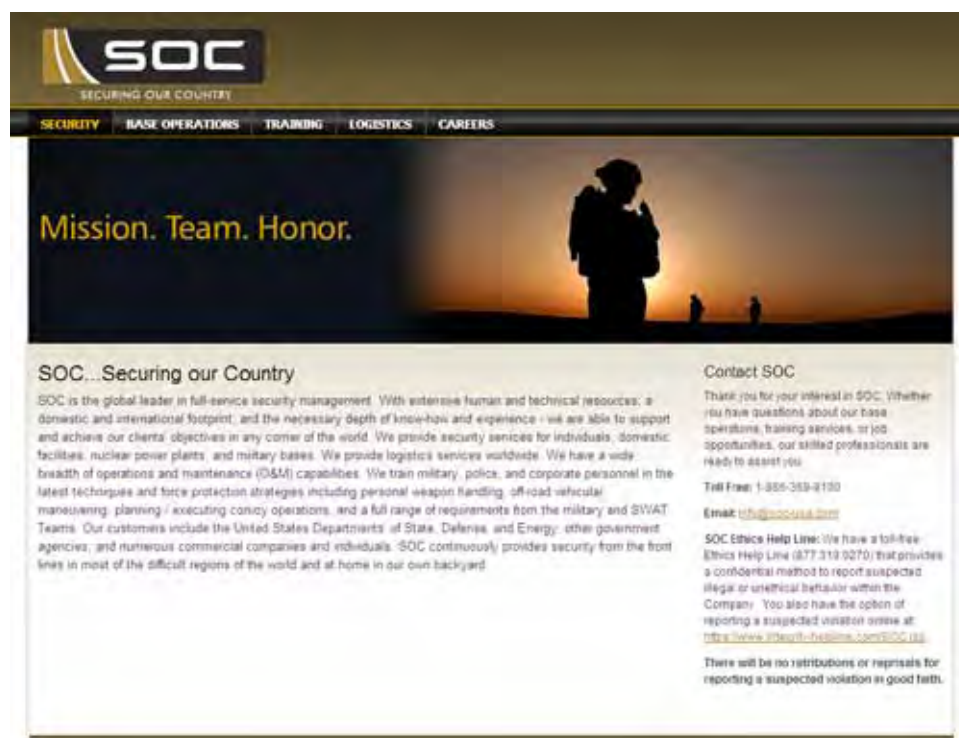 SOC
SECURING OUR COUNTRY
SECURITY BASE OPERATIONS TRAINING LOGISTICS CAREERS
Mission. Team. Honor.
SOC...Securing our Country
SOC is the global leader in full-service security management. With extensive human and technical resources, a
domestic and international footprint, and the necessary depth of know-how and experience - we are able to support
and achieve our clients' objectives in any corner of the world. We provide security services for individuals, domestic
facilities, nuclear power plants, and military bases. We provide logistics services worldwide. We have a wide
breadth of operations and maintenance (O&M) capabilities. We train military, police, and corporate personnel in the
latest techniques and force protection strategies including personal weapon handling, off-road vehicular
maneuvering, planning / executing convoy operations, and a full range of requirements from the military and SWAT
Teams. Our customers include the United States Departments of State, Defense, and Energy, other government
agencies, and numerous commercial companies and individuals. SOC continuously provides security from the front
lines in most of the difficult regions of the world and at home in our own backyard.
Contact SOC
Thank you for your interest in SOC. Whether
you have questions about our base
operations, training services, or job
opportunities, our skilled professionals are
ready to assist you.
Toll Free:
Email: info@soc-usa.com
SOC Ethics Help Line: We have a toll-free
Ethics Help Line (877.319.0270) that provides
a confidential method to report suspected
illegal or unethical behavior within the
Company. You also have the option of
reporting a suspected violation online at:
There will be no retributions or reprisals for
reporting a suspected violation in good faith.